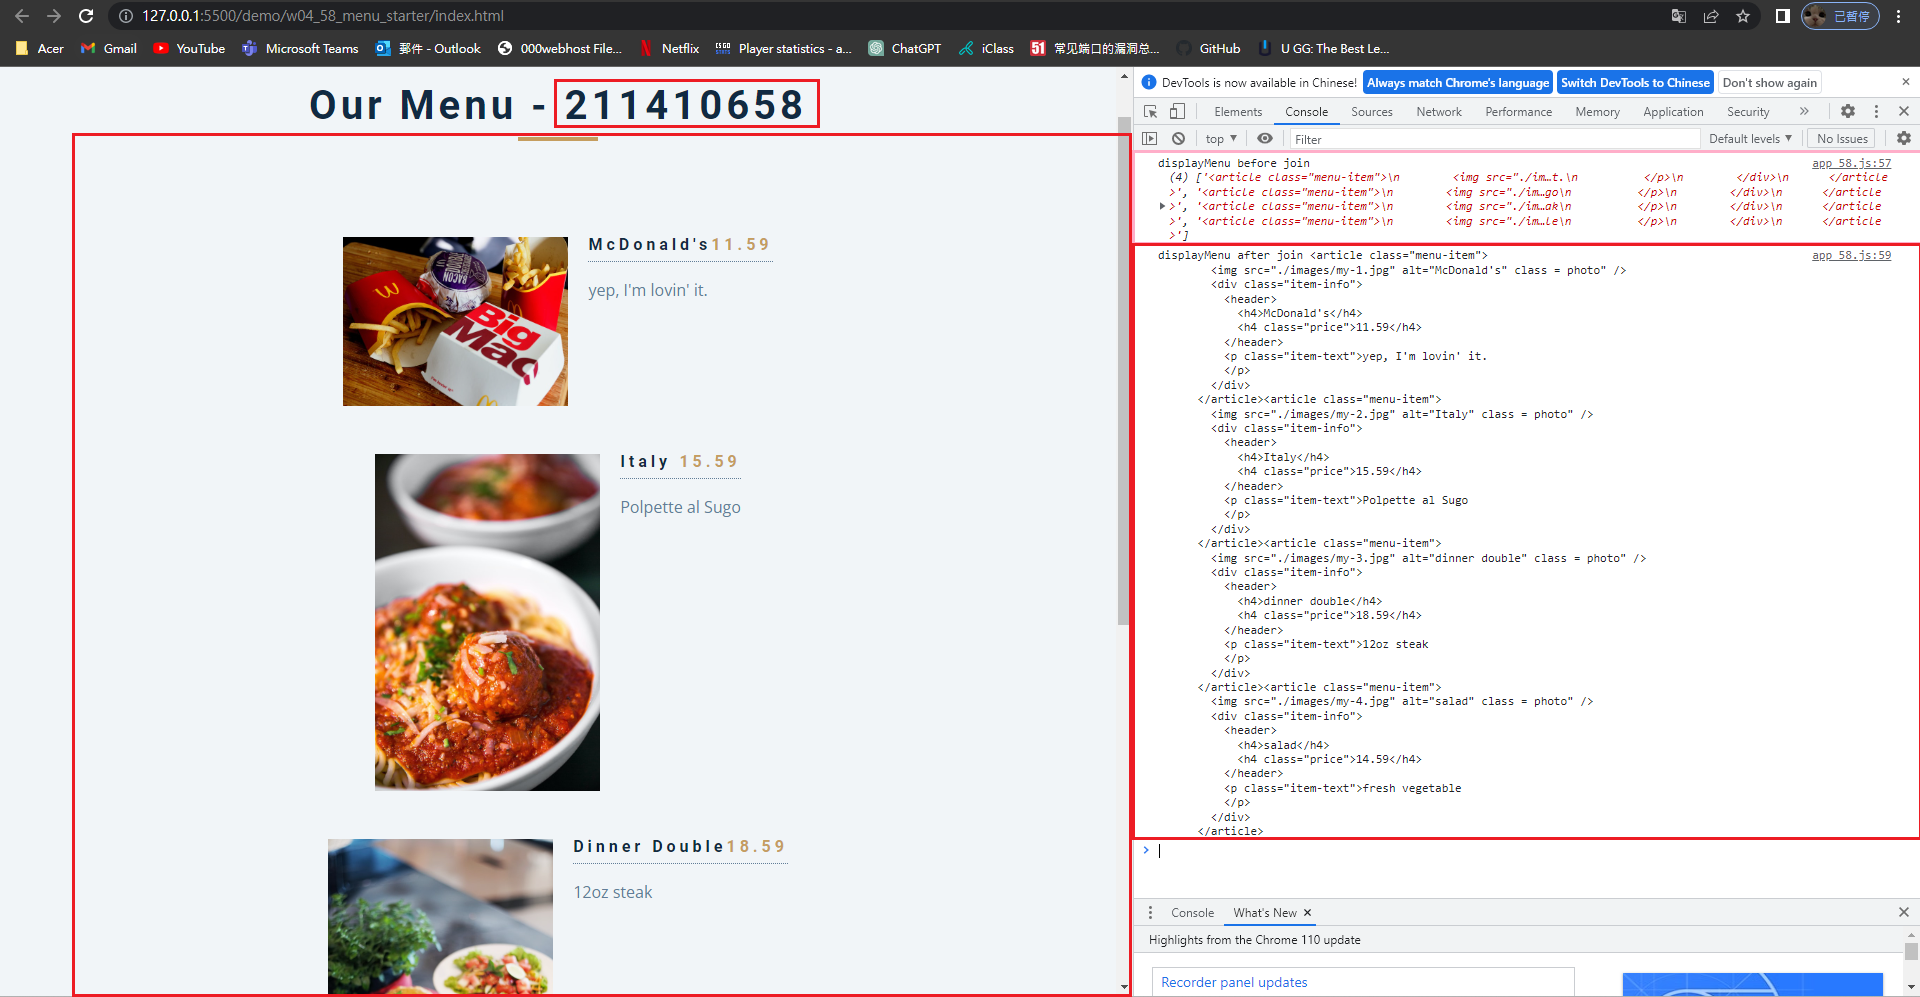 127.0.0.1:5500/demo/w04_58_menu_starter/index.html
已暫停
Acer
Gmail
YouTube
Microsoft Teams
郵件 - Outlook
000webhost File...
Netflix
Player statistics - a...
ChatGPT
iClass
51
常见端口的漏洞总...
GitHub
U GG: The Best Le...
Our Menu - 211410658
McDonald's11.59
yep, I'm lovin' it.
Big
Mac
Italy 15.59
Polpette al Sugo
Dinner Double18.59
12oz steak
DevTools is now available in Chinese!
Always match Chrome's language
Switch DevTools to Chinese
Don't show again
Elements
Console
Sources
Network
Performance
Memory
Application
Security
top
Filter
Default levels
No Issues
displayMenu before join
app_58.js:57
(4) ['<article class="menu-item">\n        <img src="./im…t.\n          </p>\n        </div>\n      </article
>', '<article class="menu-item">\n        <img src="./im…go\n          </p>\n        </div>\n      </article
>', '<article class="menu-item">\n        <img src="./im…ak\n          </p>\n        </div>\n      </article
>', '<article class="menu-item">\n        <img src="./im…le\n          </p>\n        </div>\n      </article
>']
displayMenu after join <article class="menu-item">
app_58.js:59
<img src="./images/my-1.jpg" alt="McDonald's" class = photo" />
<div class="item-info">
<header>
<h4>McDonald's</h4>
<h4 class="price">11.59</h4>
</header>
<p class="item-text">yep, I'm lovin' it.
</p>
</div>
</article><article class="menu-item">
<img src="./images/my-2.jpg" alt="Italy" class = photo" />
<div class="item-info">
<header>
<h4>Italy</h4>
<h4 class="price">15.59</h4>
</header>
<p class="item-text">Polpette al Sugo
</p>
</div>
</article><article class="menu-item">
<img src="./images/my-3.jpg" alt="dinner double" class = photo" />
<div class="item-info">
<header>
<h4>dinner double</h4>
<h4 class="price">18.59</h4>
</header>
<p class="item-text">12oz steak
</p>
</div>
</article><article class="menu-item">
<img src="./images/my-4.jpg" alt="salad" class = photo" />
<div class="item-info">
<header>
<h4>salad</h4>
<h4 class="price">14.59</h4>
</header>
<p class="item-text">fresh vegetable
</p>
</div>
</article>
Console
What's New
Highlights from the Chrome 110 update
Recorder panel updates